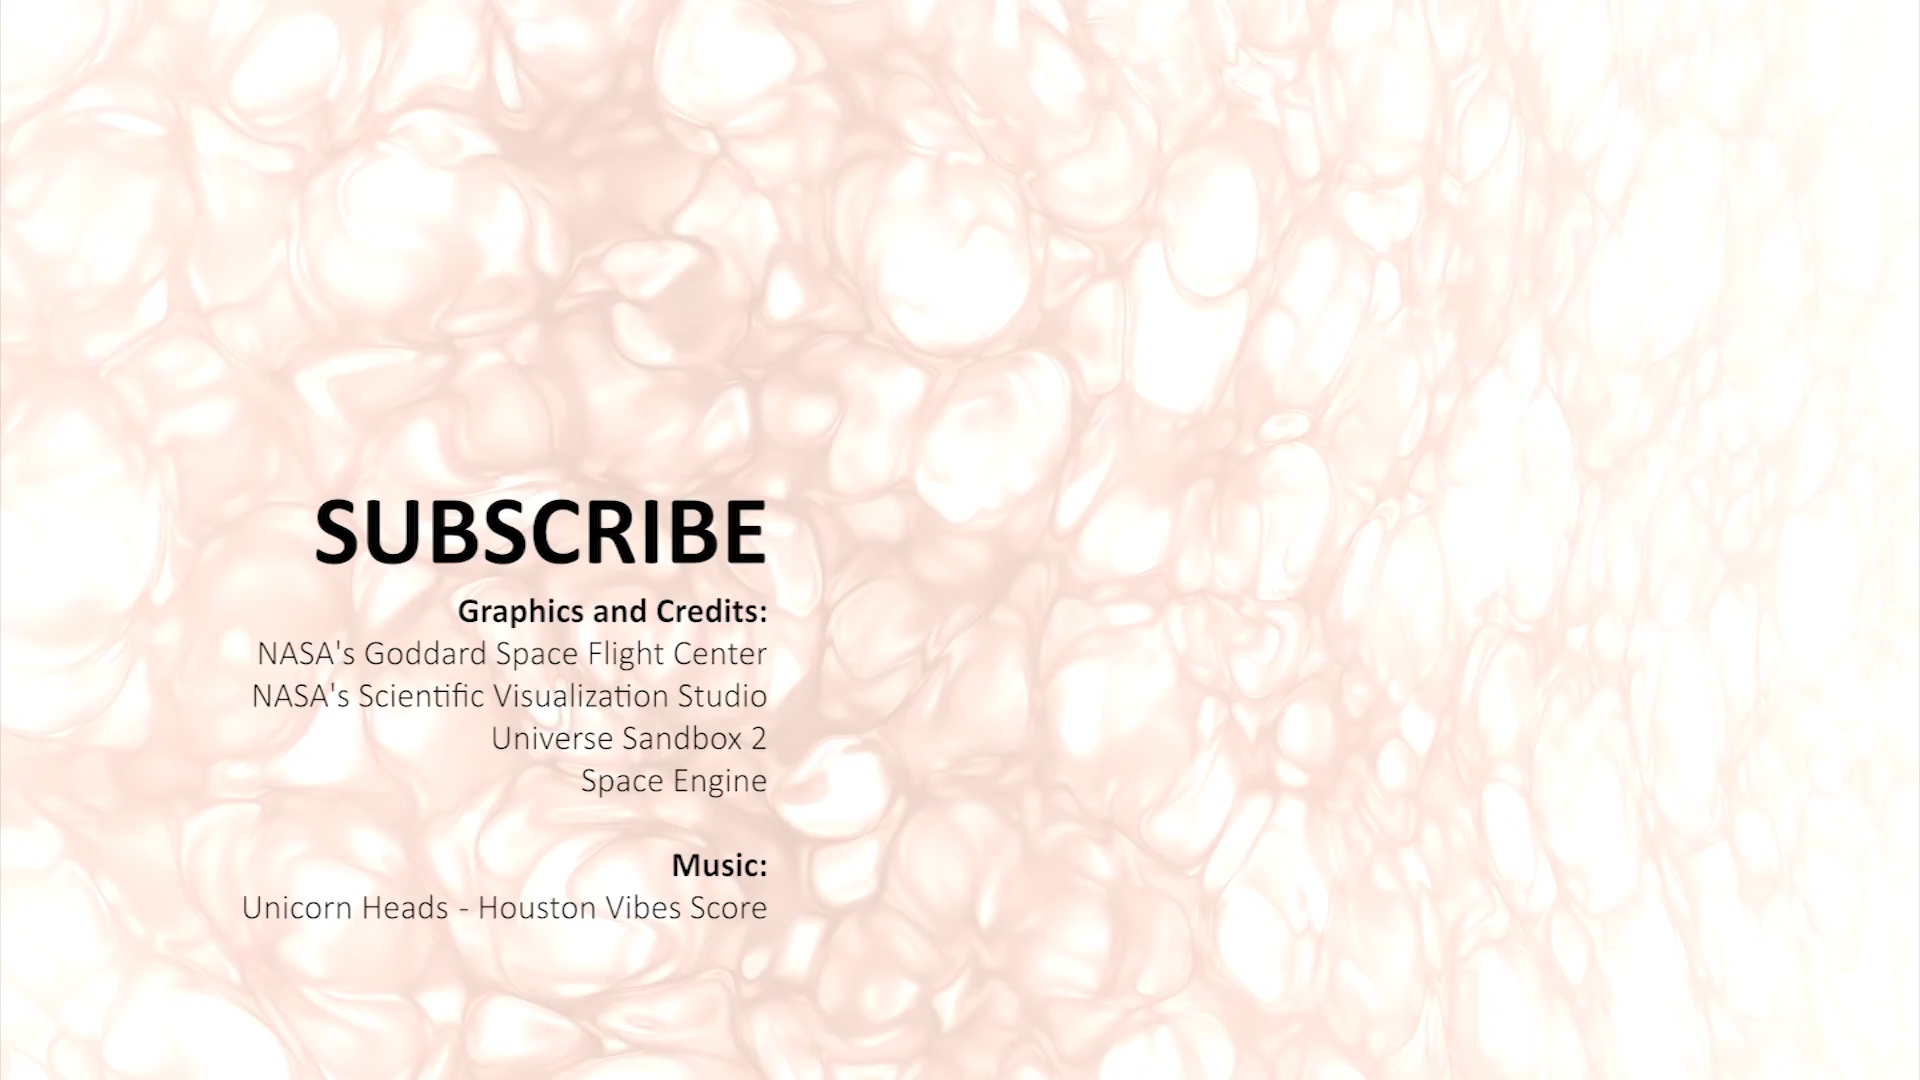 SUBSCRIBE
Graphics and Credits:
NASA's Goddard Space Flight Center
NASA's Scientific Visualization Studio
Universe Sandbox 2
Space Engine
Music:
Unicorn Heads - Houston Vibes Score